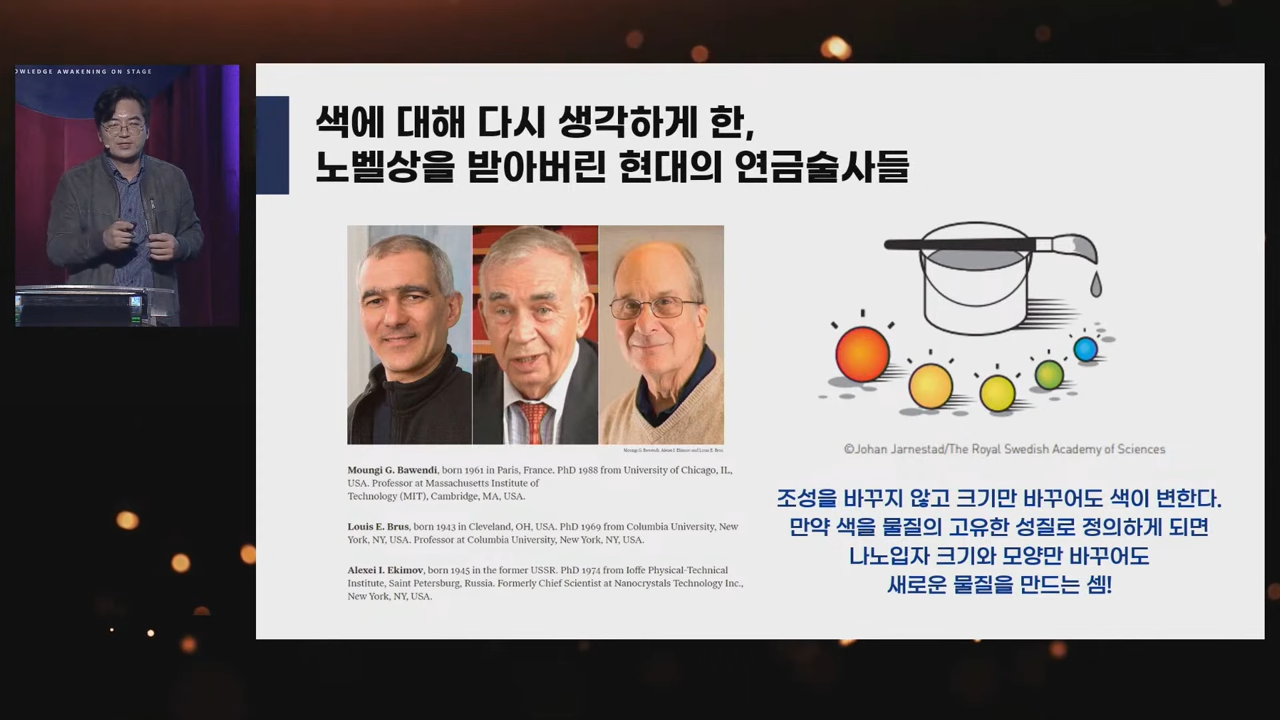 OWLEDGE AWAKENING ON STAGE
색에 대해 다시 생각하게 한,
노벨상을 받아버린 현대의 연금술사들
Moungi G. Bawendi, Alexei I. Ekimov and Louis E. Brus.
Moungi G. Bawendi, born 1961 in Paris, France. PhD 1988 from University of Chicago, IL,
USA. Professor at Massachusetts Institute of
Technology (MIT), Cambridge, MA, USA.
Louis E. Brus, born 1943 in Cleveland, OH, USA. PhD 1969 from Columbia University, New
York, NY, USA. Professor at Columbia University, New York, NY, USA.
Alexei I. Ekimov, born 1945 in the former USSR. PhD 1974 from Ioffe Physical-Technical
Institute, Saint Petersburg, Russia. Formerly Chief Scientist at Nanocrystals Technology Inc.,
New York, NY, USA.
©Johan Jarnestad/The Royal Swedish Academy of Sciences
조성을 바꾸지 않고 크기만 바꾸어도 색이 변한다.
만약 색을 물질의 고유한 성질로 정의하게 되면
나노입자 크기와 모양만 바꾸어도
새로운 물질을 만드는 셈!